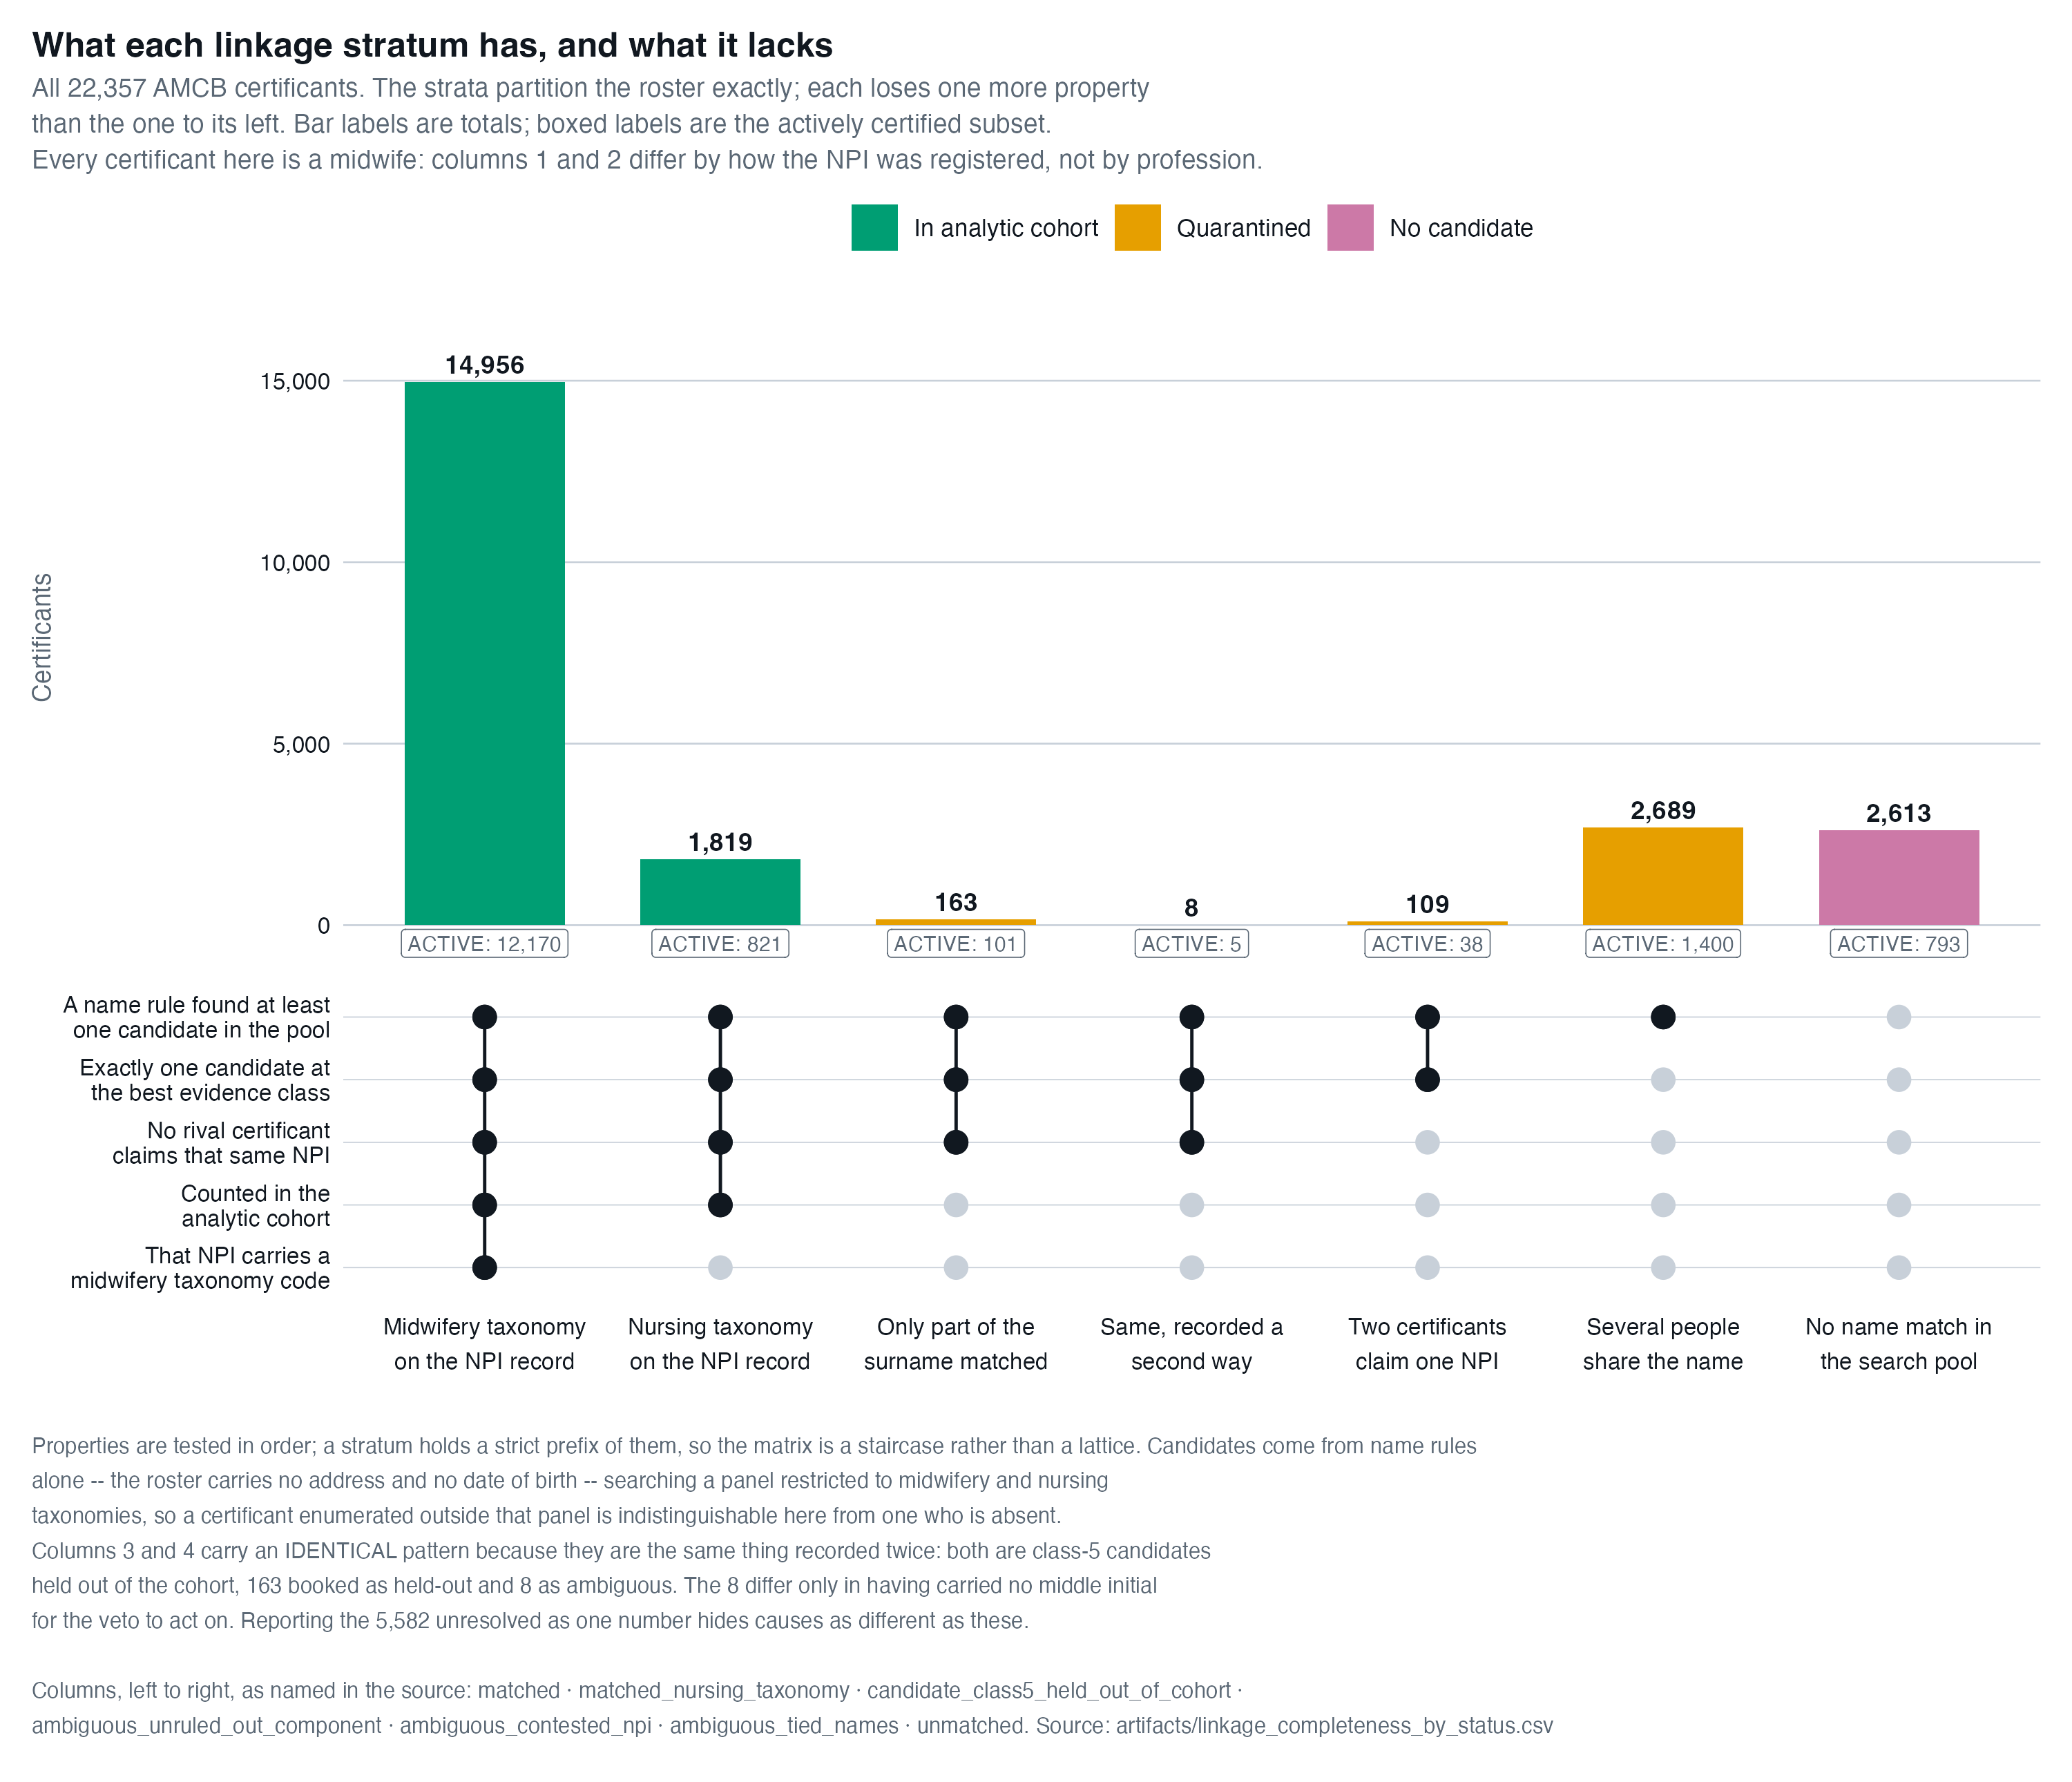 What each linkage stratum has, and what it lacks
All 22,357 AMCB certificants. The strata partition the roster exactly; each loses one more property
than the one to its left. Bar labels are totals; boxed labels are the actively certified subset.
Every certificant here is a midwife: columns 1 and 2 differ by how the NPI was registered, not by profession.
In analytic cohort
Quarantined
No candidate
Certificants
15,000
10,000
5,000
0
14,956
1,819
163
8
109
2,689
2,613
ACTIVE: 12,170
ACTIVE: 821
ACTIVE: 101
ACTIVE: 5
ACTIVE: 38
ACTIVE: 1,400
ACTIVE: 793
A name rule found at least
one candidate in the pool
Exactly one candidate at
the best evidence class
No rival certificant
claims that same NPI
Counted in the
analytic cohort
That NPI carries a
midwifery taxonomy code
Midwifery taxonomy
on the NPI record
Nursing taxonomy
on the NPI record
Only part of the
surname matched
Same, recorded a
second way
Two certificants
claim one NPI
Several people
share the name
No name match in
the search pool
Properties are tested in order; a stratum holds a strict prefix of them, so the matrix is a staircase rather than a lattice. Candidates come from name rules
alone -- the roster carries no address and no date of birth -- searching a panel restricted to midwifery and nursing
taxonomies, so a certificant enumerated outside that panel is indistinguishable here from one who is absent.
Columns 3 and 4 carry an IDENTICAL pattern because they are the same thing recorded twice: both are class-5 candidates
held out of the cohort, 163 booked as held-out and 8 as ambiguous. The 8 differ only in having carried no middle initial
for the veto to act on. Reporting the 5,582 unresolved as one number hides causes as different as these.
Columns, left to right, as named in the source: matched · matched_nursing_taxonomy · candidate_class5_held_out_of_cohort ·
ambiguous_unruled_out_component · ambiguous_contested_npi · ambiguous_tied_names · unmatched. Source: artifacts/linkage_completeness_by_status.csv